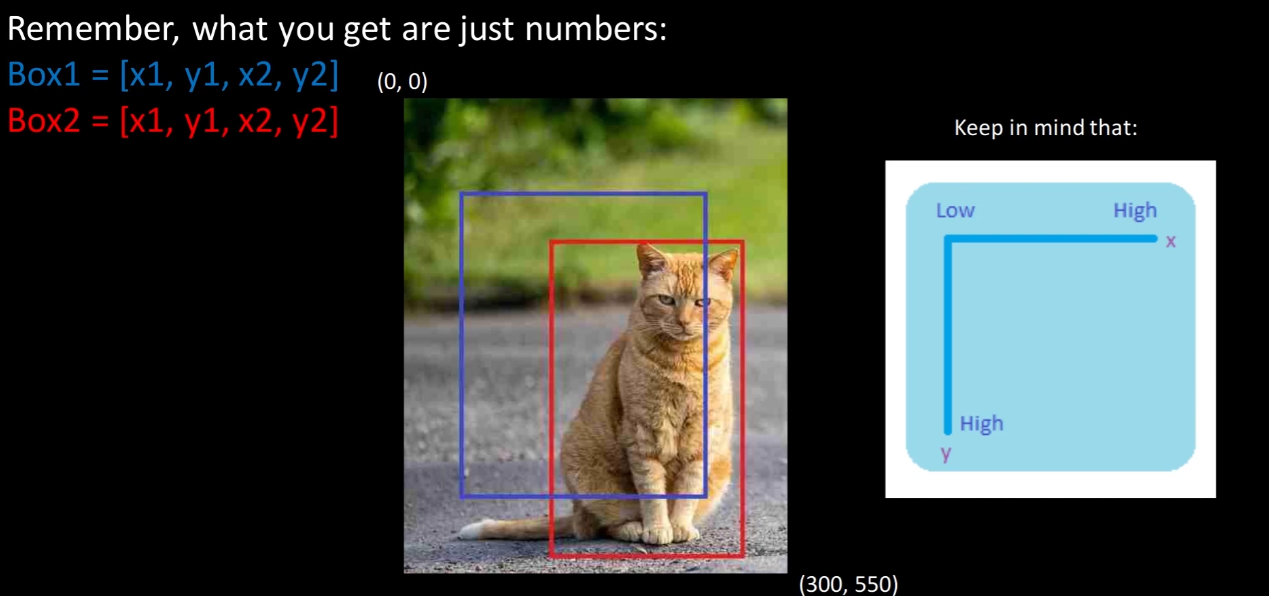 Remember, what you get are just numbers:
Box1 = [x1, y1, x2, y2]
Box2 = [x1, y1, x2, y2]
(0, 0)
(300, 550)
Keep in mind that:
Low High
x
High
y